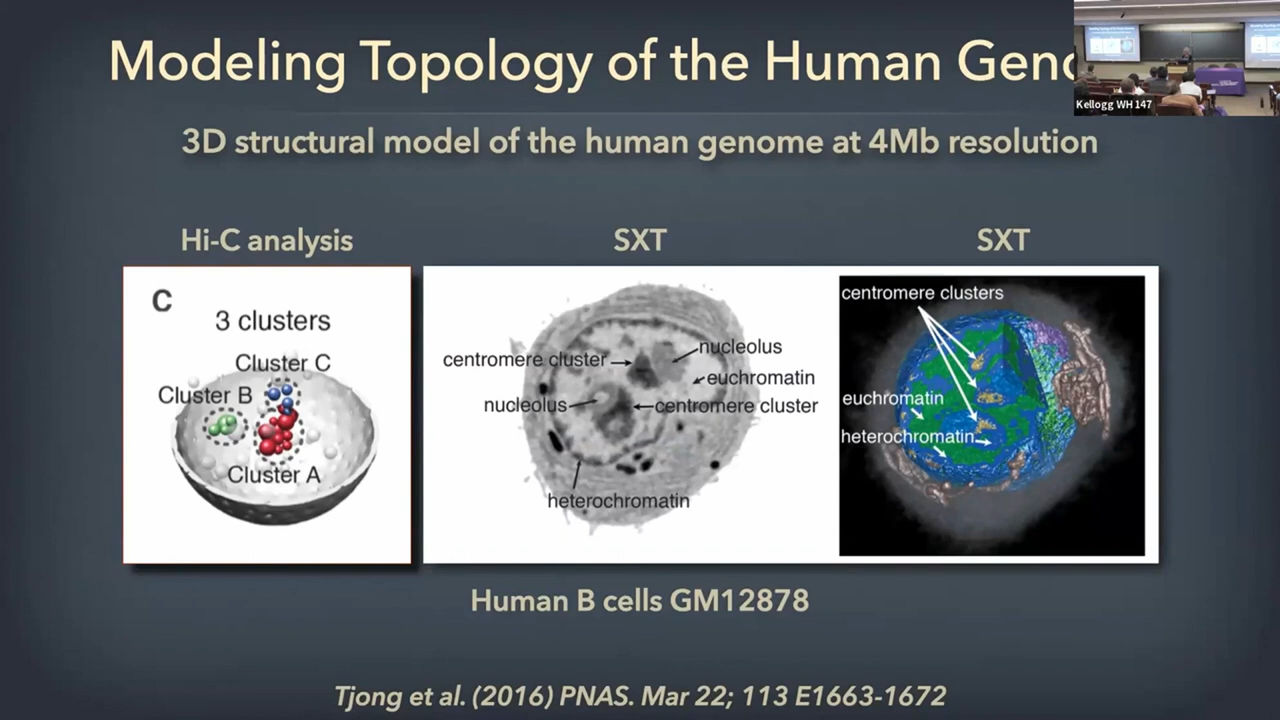 Modeling Topology of the Human Geno
Kellogg WH 147
3D structural model of the human genome at 4Mb resolution
Hi-C analysis
SXT
SXT
C
3 clusters
Cluster C
Cluster B
Cluster A
centromere cluster
nucleolus
euchromatin
nucleolus
centromere cluster
heterochromatin
centromere clusters
euchromatin
heterochromatin
Human B cells GM12878
Tjong et al. (2016) PNAS. Mar 22; 113 E1663-1672